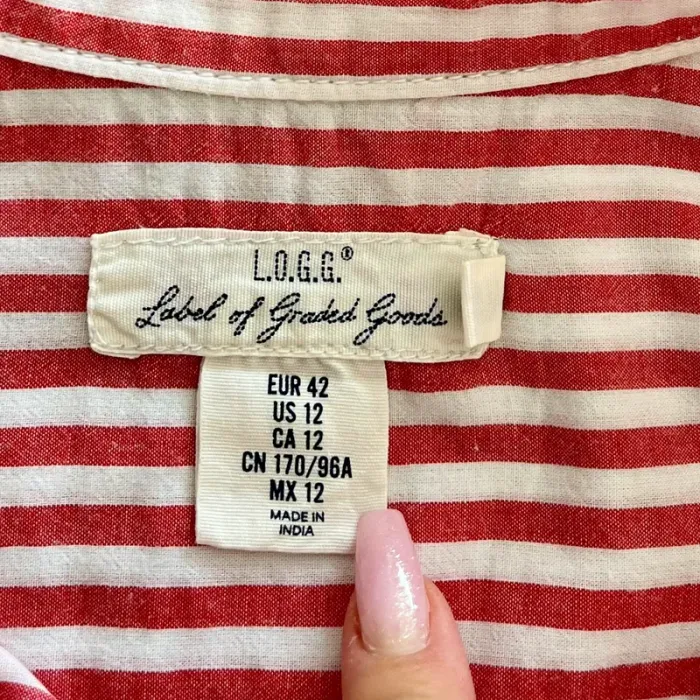 L.O.G.G.®
Label of Graded Goods
EUR 42
US 12
CA 12
CN 170/96A
MX 12
MADE IN
INDIA